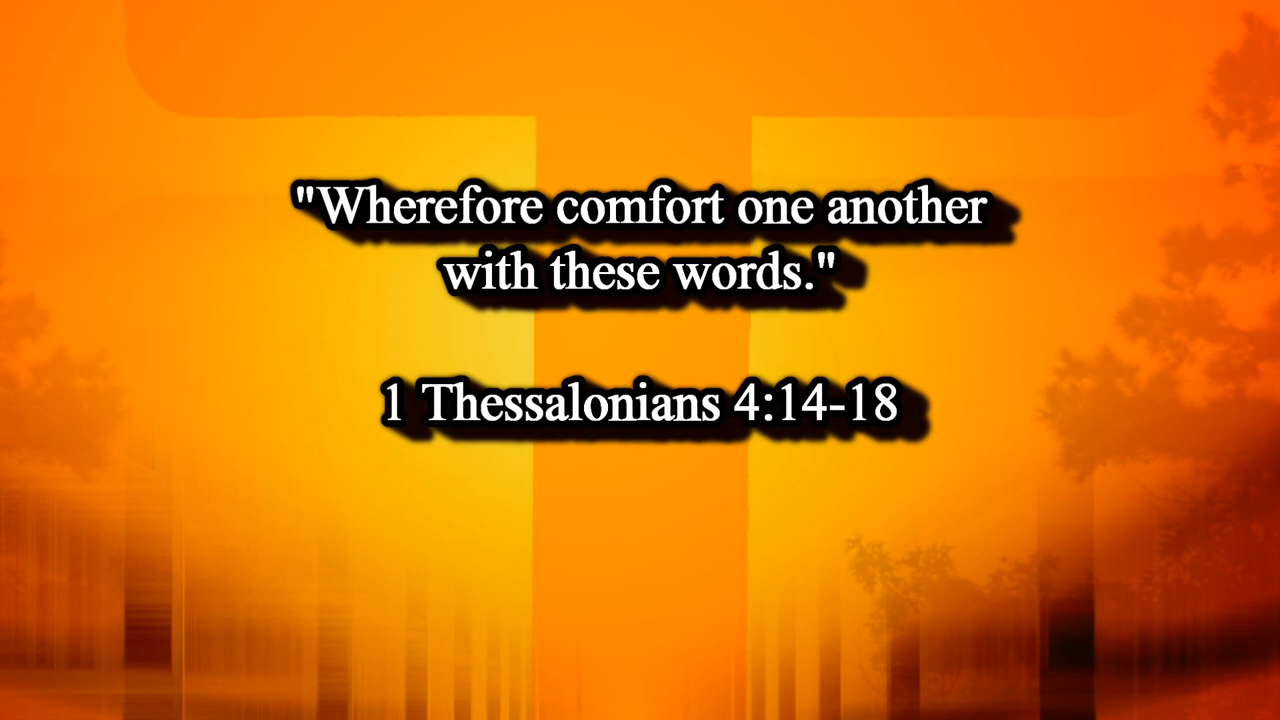 "Wherefore comfort one another
with these words."
1 Thessalonians 4:14-18